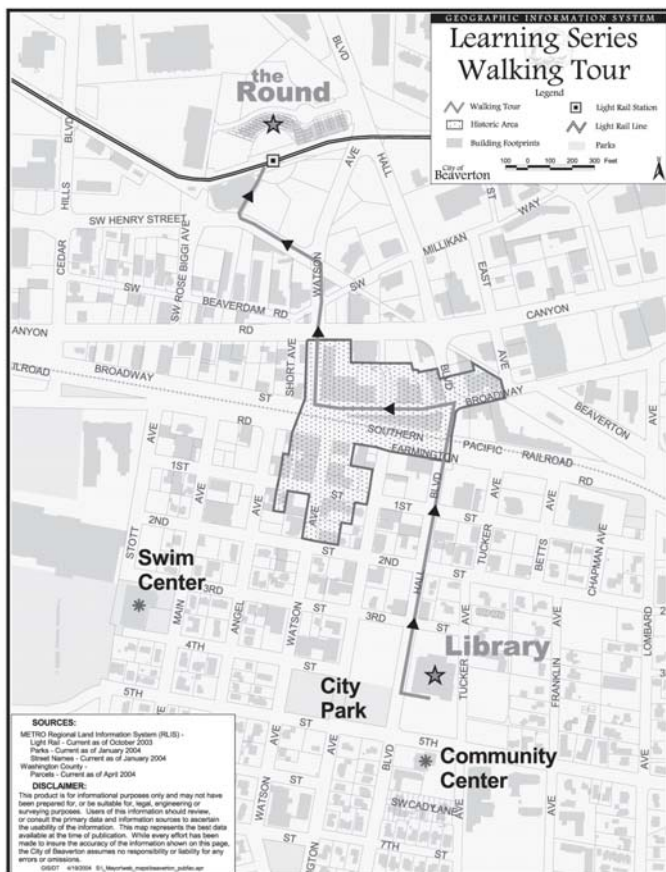 GEOGRAPHIC INFORMATION SYSTEM
Learning Series
Walking Tour
Legend
Walking Tour
Light Rail Station
Historic Area
Light Rail Line
Building Footprints
Parks
City of
Beaverton
100 0 100 200 300 Feet
N
BLVD
the
Round
AVE
HALL
BLVD
HILLS
CEDAR
SW HENRY STREET
SW ROSE BIGGI AVE
WATSON
MILLIKAN
WAY
ST
EAST
SW
SW
BEAVERDAM RD
CANYON
ANYON
RD
SHORT AVE
BLVD
AVE
BROADWAY
ILROAD
BROADWAY
ST
BEAVERTON
AVE
SOUTHERN
PACIFIC RAILROAD
FARMINGTON
RD
RD
AVE
1ST
AVE
AVE
ST
AVE
1ST
ST
BLVD
AVE
AVE
2ND
STOTT
ST
2ND
ST
TUCKER
BETTS
CHAPMAN AVE
Swim
Center
3RD
MAIN
ANGEL
WATSON
ST
3RD
HALL
ST
AVE
AVE
LOMBARD
4TH
ST
Library
TUCKER
FRANKLIN
City
Park
5TH
ST
5TH
ST
AVE
BLVD
Community
Center
AVE
AVE
WATSON
SW CADY LANE
AVE
7TH ST
NGTON
SOURCES:
METRO Regional Land Information System (RLIS) -
Light Rail - Current as of October 2003
Parks - Current as of January 2004
Street Names - Current as of January 2004
Washington County -
Parcels - Current as of April 2004
DISCLAIMER:
This product is for informational purposes only and may not have
been prepared for, or be suitable for, legal, engineering or
surveying purposes. Users of this information should review,
or consult the primary data and information sources to ascertain
the usability of the information. This map represents the best data
available at the time of publication. While every effort has been
made to insure the accuracy of the information shown on this page,
the City of Beaverton assumes no responsibility or liability for any
errors or omissions.